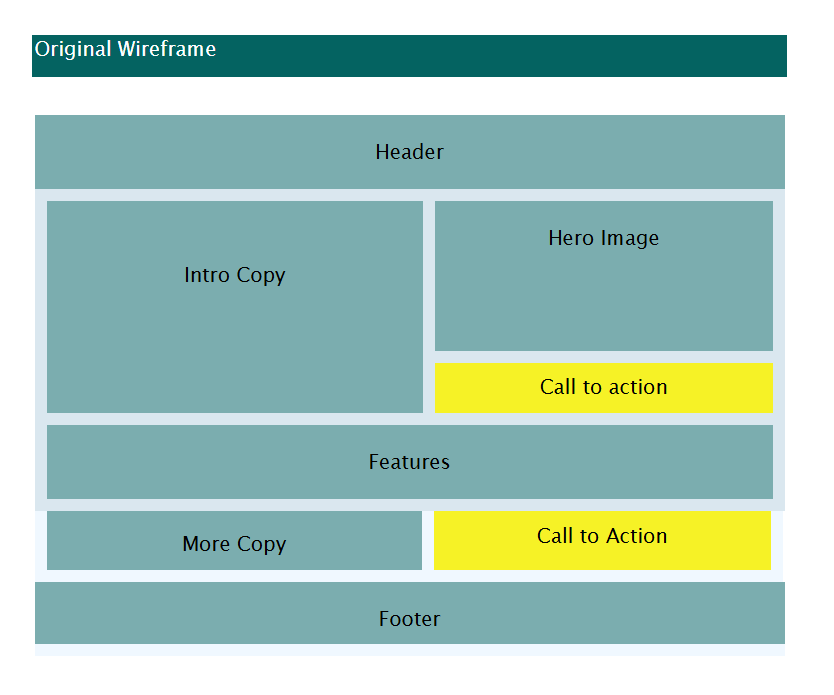 Original Wireframe
Header
Intro Copy
Hero Image
Call to action
Features
More Copy
Call to Action
Footer